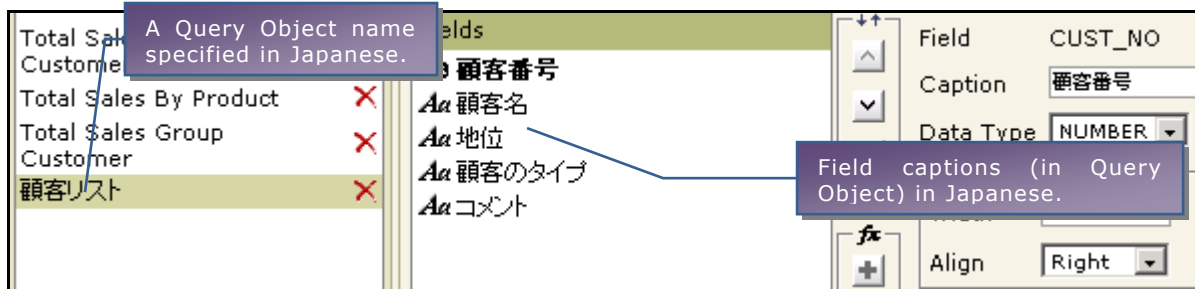 A Query Object name
specified in Japanese.
Total
Customer
Total Sales By Product
Total Sales Group
Customer
顧客リスト
顧客番号
Aa 顧客名
Aa 地位
Aa 顧客のタイプ
Aa コメント
Field captions (in Query
Object) in Japanese.
fx
Field CUST_NO
Caption 顧客番号
Data Type NUMBER
Align Right